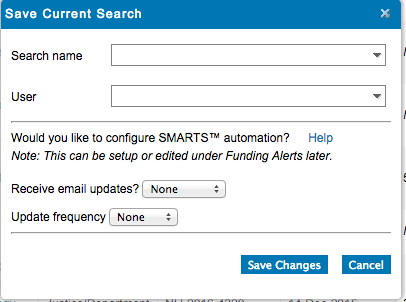 Save Current Search
Search name
User
Would you like to configure SMARTS™ automation? Help
Note: This can be setup or edited under Funding Alerts later.
Receive email updates? None
Update frequency None
Save Changes Cancel